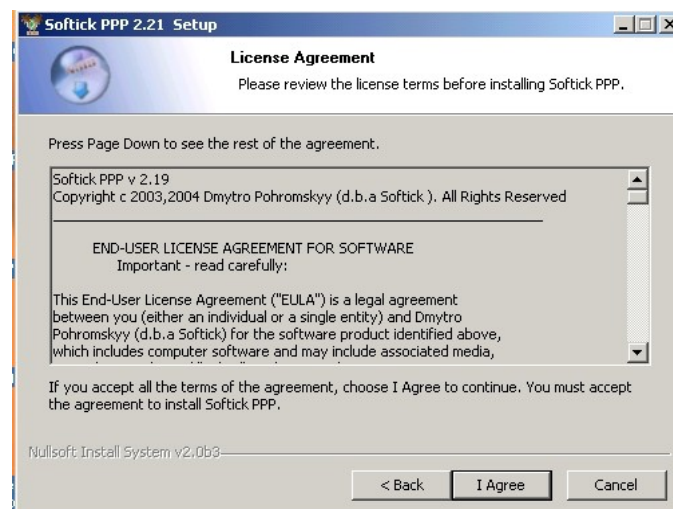 Softick PPP 2.21 Setup
License Agreement
Please review the license terms before installing Softick PPP.
Press Page Down to see the rest of the agreement.
Softick PPP v 2.19
Copyright c 2003,2004 Dmytro Pohromskyy (d.b.a Softick ). All Rights Reserved
END-USER LICENSE AGREEMENT FOR SOFTWARE
Important - read carefully:
This End-User License Agreement ("EULA") is a legal agreement
between you (either an individual or a single entity) and Dmytro
Pohromskyy (d.b.a Softick) for the software product identified above,
which includes computer software and may include associated media,
If you accept all the terms of the agreement, choose I Agree to continue. You must accept
the agreement to install Softick PPP.
Nullsoft Install System v2.0b3
< Back
I Agree
Cancel